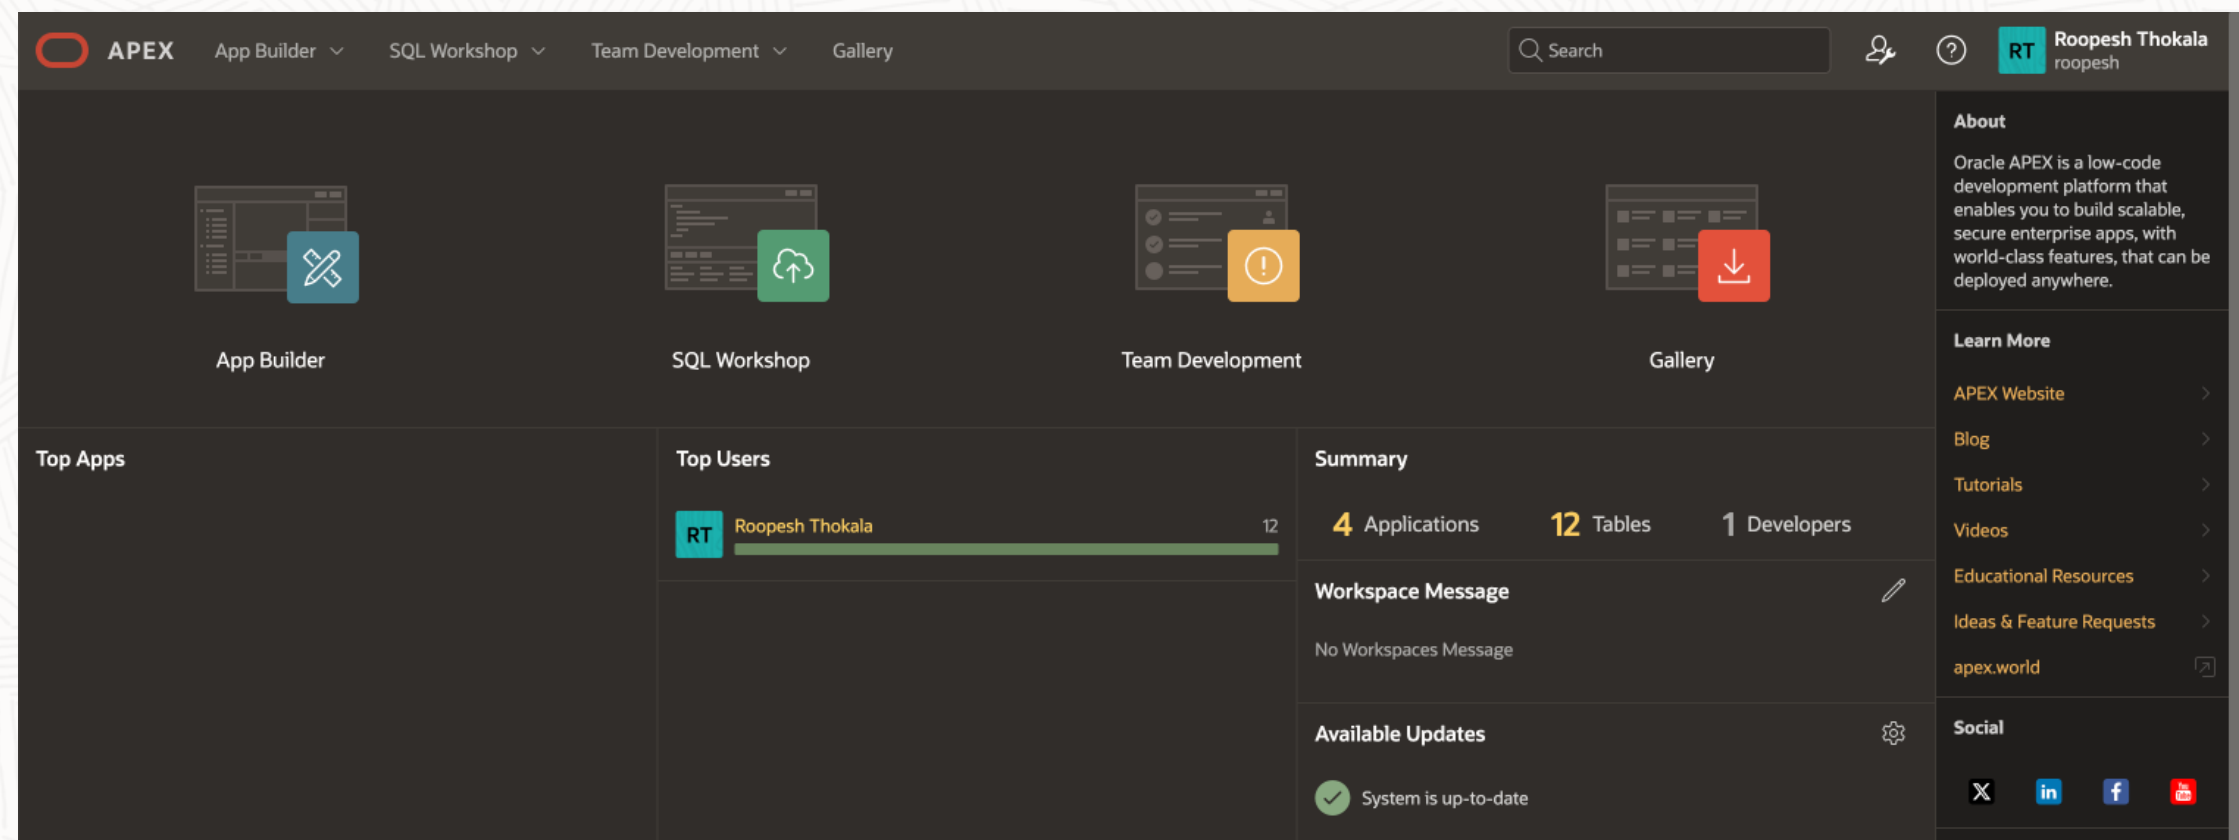 APEX App Builder SQL Workshop Team Development Gallery Search RT Roopesh Thokala
roopesh
App Builder SQL Workshop Team Development Gallery
Top Apps
Top Users
RT Roopesh Thokala 12
Summary
4 Applications 12 Tables 1 Developers
Workspace Message
No Workspaces Message
Available Updates
System is up-to-date
About
Oracle APEX is a low-code
development platform that
enables you to build scalable,
secure enterprise apps, with
world-class features, that can be
deployed anywhere.
Learn More
APEX Website
Blog
Tutorials
Videos
Educational Resources
Ideas & Feature Requests
apex.world
Social
X in f You Tube